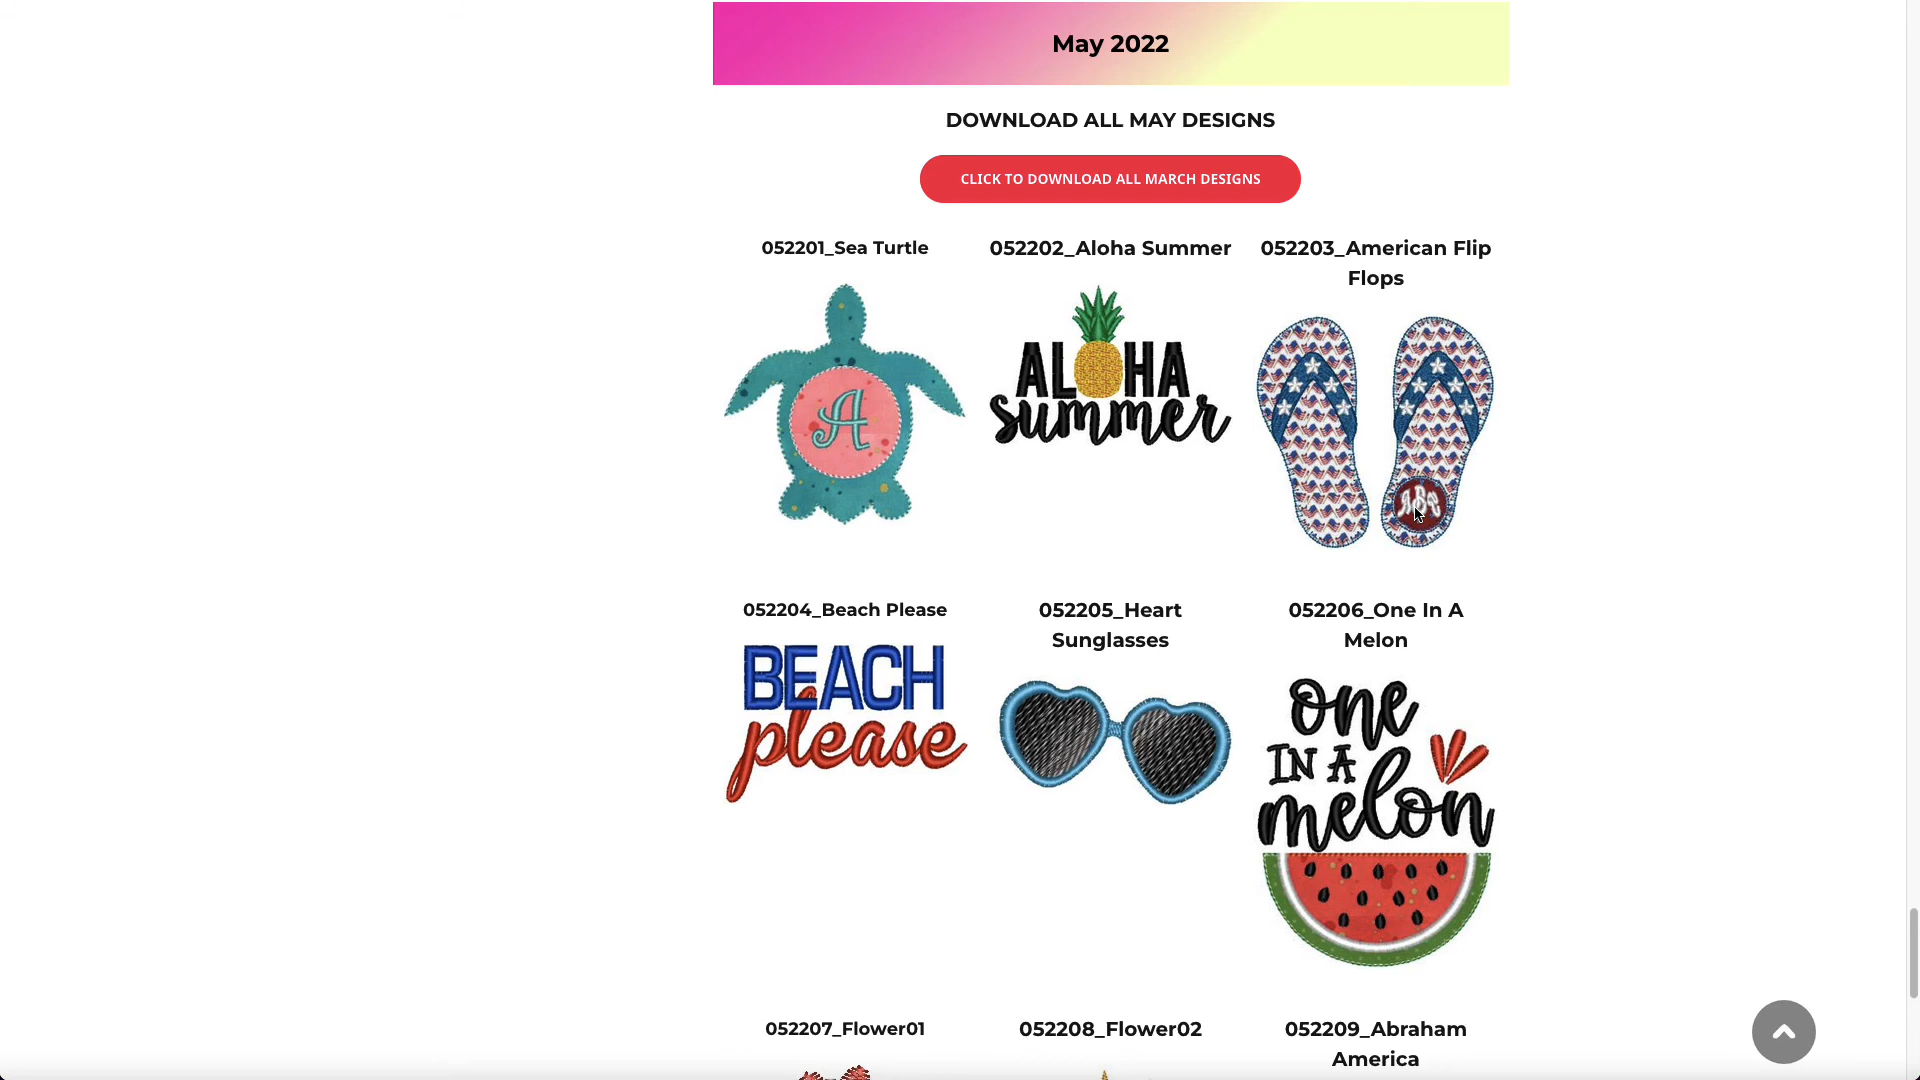 May 2022
DOWNLOAD ALL MAY DESIGNS
CLICK TO DOWNLOAD ALL MARCH DESIGNS
052201_Sea Turtle
052202_Aloha Summer
052203_American Flip
Flops
A
ALOHA
summer
052204_Beach Please
052205_Heart
Sunglasses
052206_One In A
Melon
BEACH
please
one
IN A
melon
052207_Flower01
052208_Flower02
052209_Abraham
America